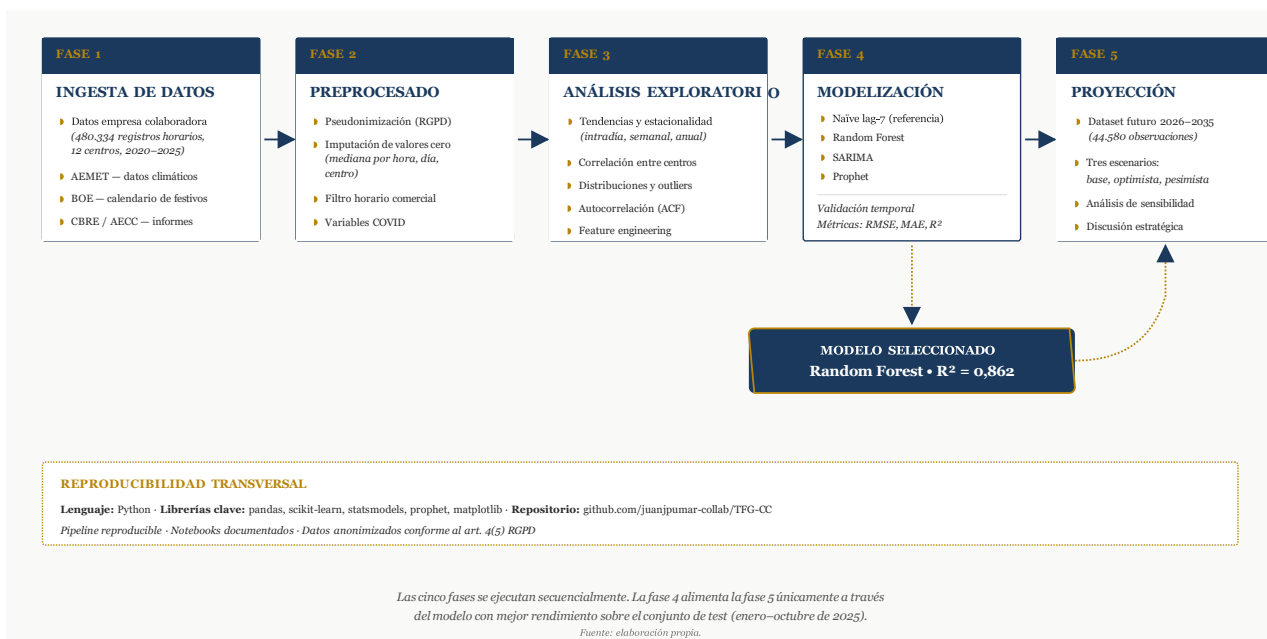 FASE 1
INGESTA DE DATOS
Datos empresa colaboradora
(480.334 registros horarios,
12 centros, 2020–2025)
AEMET — datos climáticos
BOE — calendario de festivos
CBRE / AECC — informes
FASE 2
PREPROCESADO
Pseudonimización (RGPD)
Imputación de valores cero
(mediana por hora, día,
centro)
Filtro horario comercial
Variables COVID
FASE 3
ANÁLISIS EXPLORATORIO
Tendencias y estacionalidad
(intradía, semanal, anual)
Correlación entre centros
Distribuciones y outliers
Autocorrelación (ACF)
Feature engineering
FASE 4
MODELIZACIÓN
Naïve lag-7 (referencia)
Random Forest
SARIMA
Prophet
Validación temporal
Métricas: RMSE, MAE, R²
FASE 5
PROYECCIÓN
Dataset futuro 2026–2035
(44.580 observaciones)
Tres escenarios:
base, optimista, pesimista
Análisis de sensibilidad
Discusión estratégica
MODELO SELECCIONADO
Random Forest • R² = 0,862
REPRODUCIBILIDAD TRANSVERSAL
Lenguaje: Python · Librerías clave: pandas, scikit-learn, statsmodels, prophet, matplotlib · Repositorio: github.com/juanjpumar-collab/TFG-CC
Pipeline reproducible · Notebooks documentados · Datos anonimizados conforme al art. 4(5) RGPD
Las cinco fases se ejecutan secuencialmente. La fase 4 alimenta la fase 5 únicamente a través
del modelo con mejor rendimiento sobre el conjunto de test (enero–octubre de 2025).
Fuente: elaboración propia.